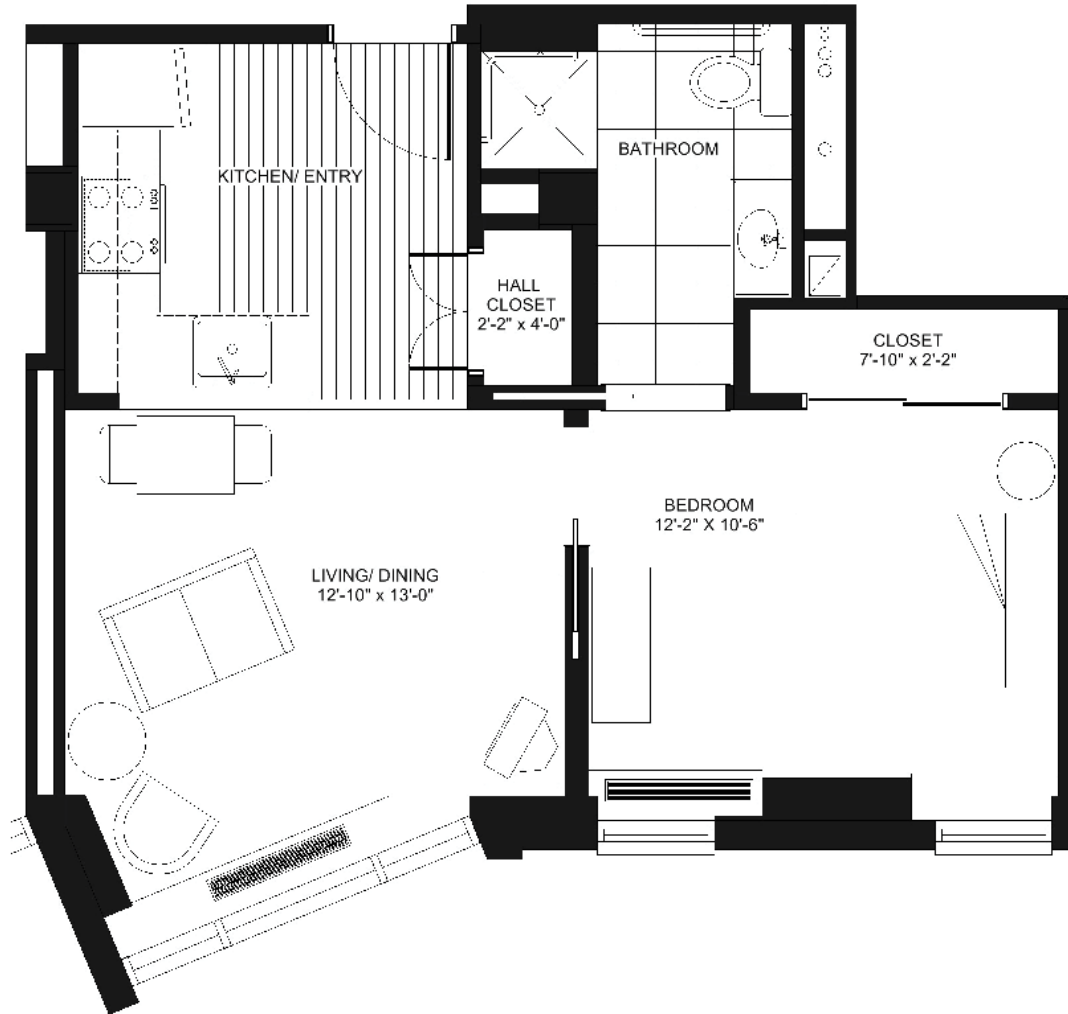 BATHROOM
KITCHEN/ ENTRY
HALL
CLOSET
2'-2" x 4'-0"
CLOSET
7'-10" x 2'-2"
BEDROOM
12'-2" X 10'-6"
LIVING/ DINING
12'-10" x 13'-0"